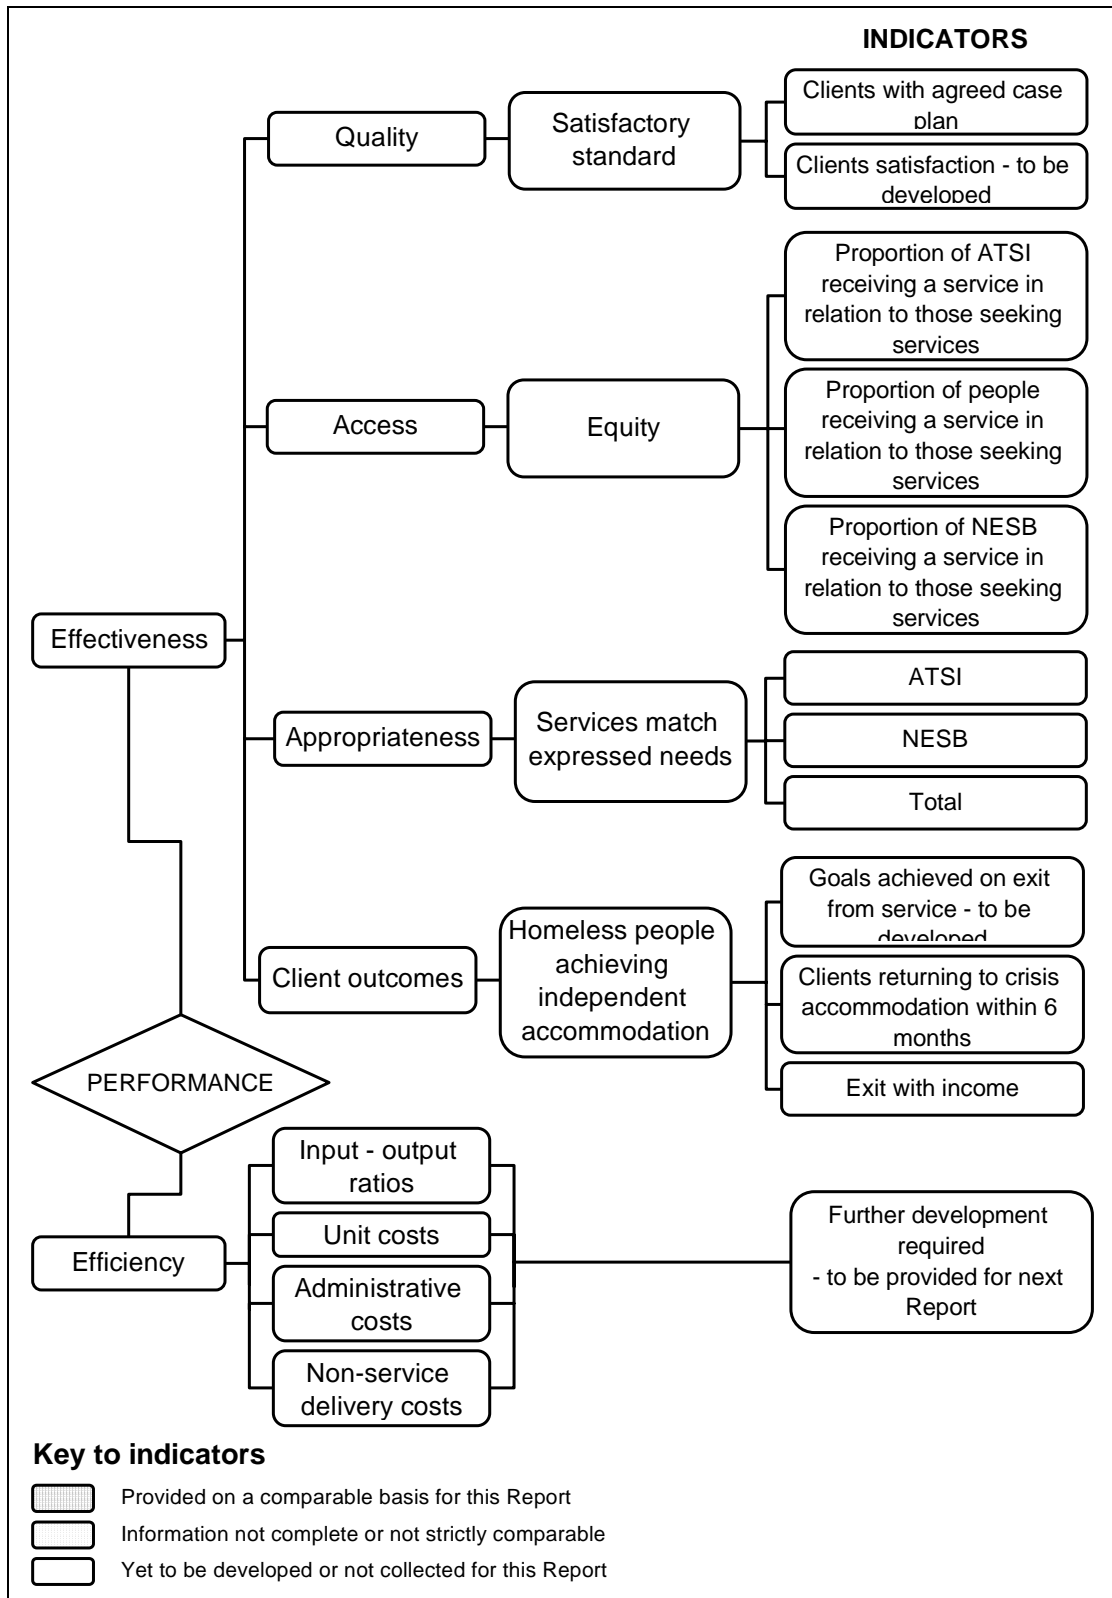 INDICATORS
Quality
Satisfactory
standard
Clients with agreed case
plan
Clients satisfaction - to be
developed
Access
Equity
Proportion of ATSI
receiving a service in
relation to those seeking
services
Proportion of people
receiving a service in
relation to those seeking
services
Proportion of NESB
receiving a service in
relation to those seeking
services
Effectiveness
Appropriateness
Services match
expressed needs
ATSI
NESB
Total
Client outcomes
Homeless people
achieving
independent
accommodation
Goals achieved on exit
from service - to be
developed
Clients returning to crisis
accommodation within 6
months
Exit with income
PERFORMANCE
Efficiency
Input - output
ratios
Unit costs
Administrative
costs
Non-service
delivery costs
Further development
required
- to be provided for next
Report
Key to indicators
Provided on a comparable basis for this Report
Information not complete or not strictly comparable
Yet to be developed or not collected for this Report